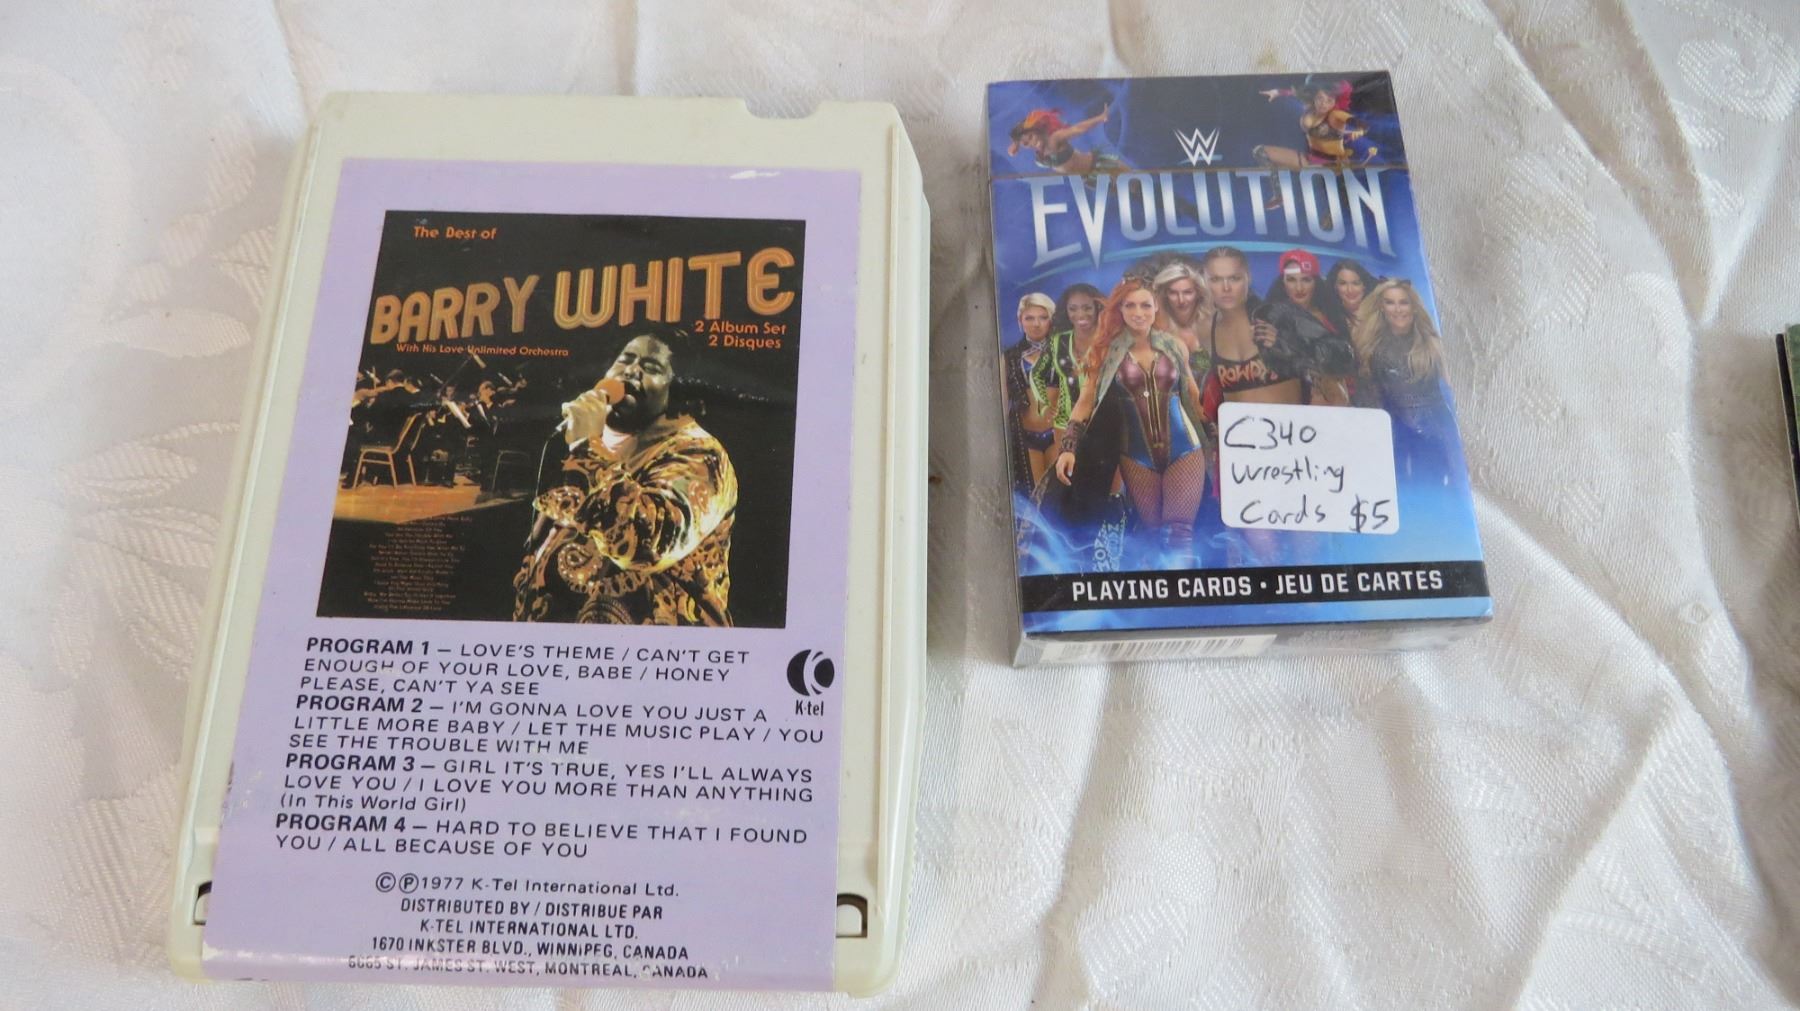 The Best of
BARRY WHITE
2 Album Set
2 Disques
With His Love Unlimited Orchestra
PROGRAM 1 – LOVE'S THEME / CAN'T GET
ENOUGH OF YOUR LOVE, BABE / HONEY
PLEASE, CAN'T YA SEE
K-tel
PROGRAM 2 – I'M GONNA LOVE YOU JUST A
LITTLE MORE BABY / LET THE MUSIC PLAY / YOU
SEE THE TROUBLE WITH ME
PROGRAM 3 – GIRL IT'S TRUE, YES I'LL ALWAYS
LOVE YOU / I LOVE YOU MORE THAN ANYTHING
(In This World Girl)
PROGRAM 4 – HARD TO BELIEVE THAT I FOUND
YOU / ALL BECAUSE OF YOU
©℗1977 K-Tel International Ltd.
DISTRIBUTED BY / DISTRIBUE PAR
K-TEL INTERNATIONAL LTD.
1670 INKSTER BLVD., WINNIPEG, CANADA
6065 ST. JAMES ST. WEST, MONTREAL, CANADA
W
EVOLUTION
ROWDY
C340
Wrestling
Cards $5
PLAYING CARDS · JEU DE CARTES